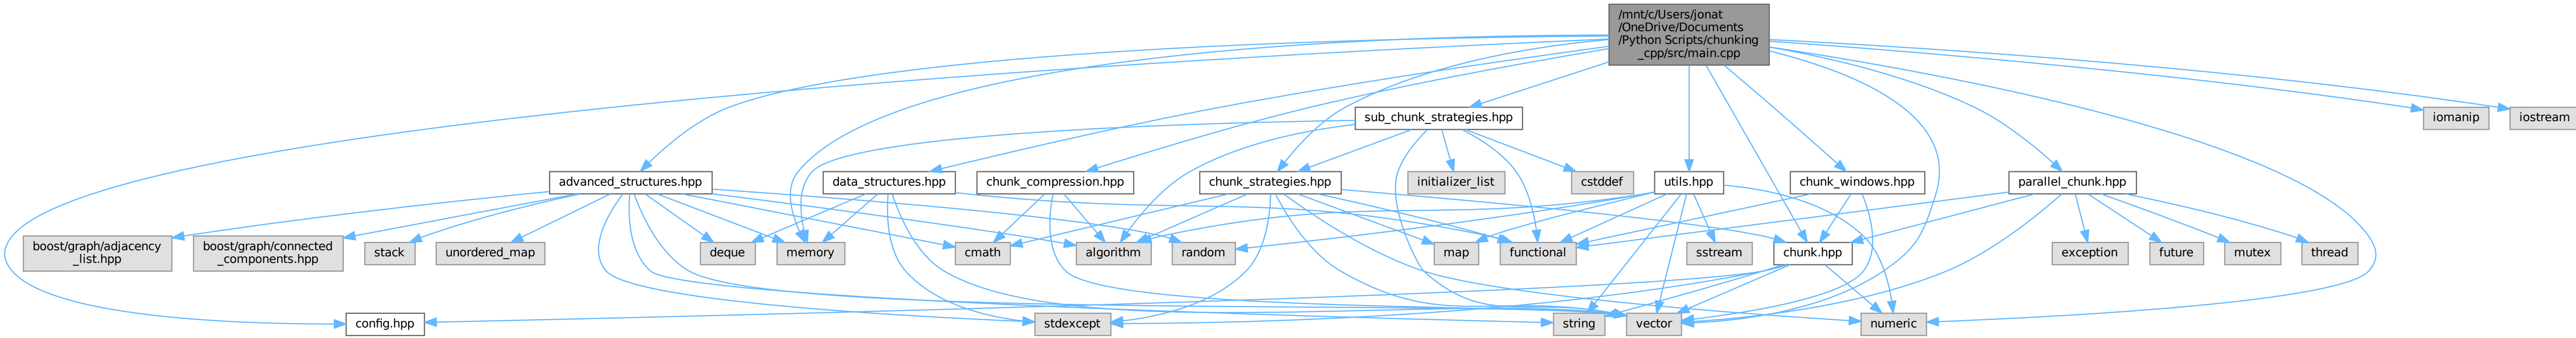 /mnt/c/Users/jonat
/OneDrive/Documents
/Python Scripts/chunking
_cpp/src/main.cpp
sub_chunk_strategies.hpp
iomanip
iostream
advanced_structures.hpp
data_structures.hpp
chunk_compression.hpp
chunk_strategies.hpp
initializer_list
cstddef
utils.hpp
chunk_windows.hpp
parallel_chunk.hpp
boost/graph/adjacency
_list.hpp
boost/graph/connected
_components.hpp
stack
unordered_map
deque
memory
cmath
algorithm
random
map
functional
sstream
chunk.hpp
exception
future
mutex
thread
config.hpp
stdexcept
string
vector
numeric